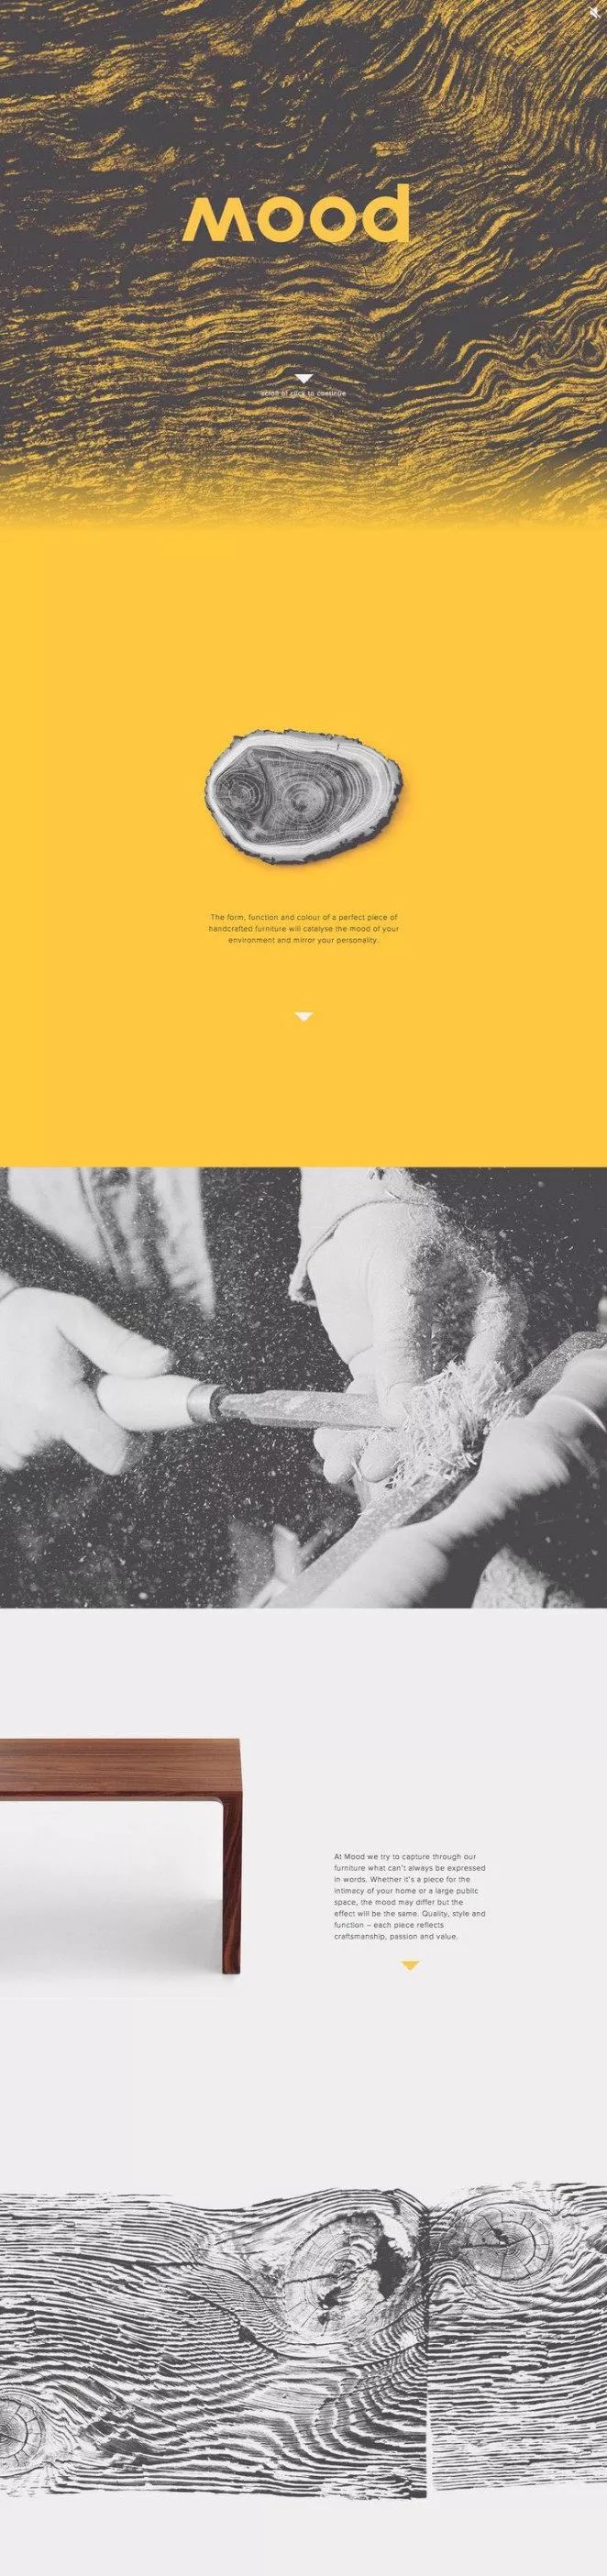 mood
scroll or click to continue
The form, function and colour of a perfect piece of
handcrafted furniture will catalyse the mood of your
environment and mirror your personality.
At Mood we try to capture through our
furniture what can't always be expressed
in words. Whether it's a piece for the
intimacy of your home or a large public
space, the mood may differ but the
effect will be the same. Quality, style and
function – each piece reflects
craftsmanship, passion and value.